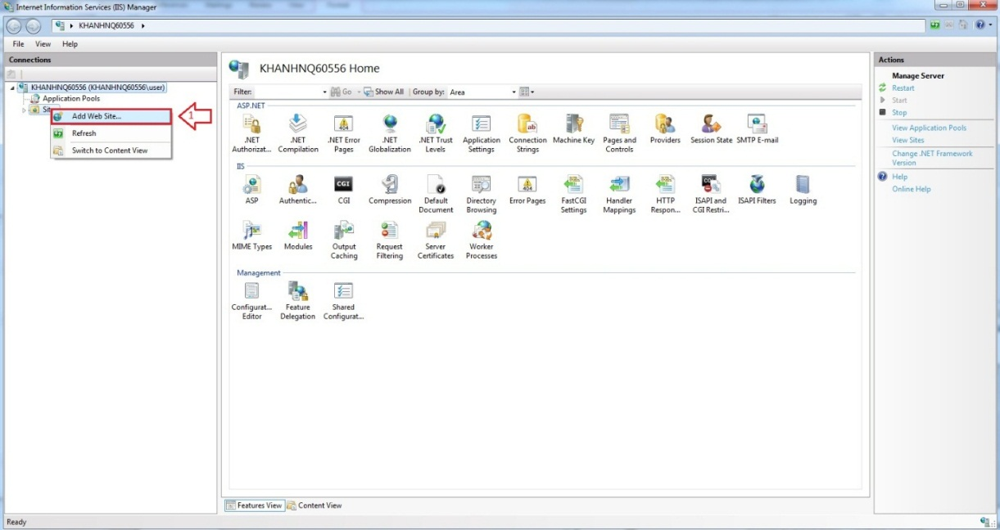 Internet Information Services (IIS) Manager
KHANHNQ60556
File View Help
Connections
KHANHNQ60556 (KHANHNQ60556\user)
Application Pools
Add Web Site...
1
Refresh
Switch to Content View
KHANHNQ60556 Home
Filter: Go Show All Group by: Area
ASP.NET
.NET Authorizat...
.NET Compilation
.NET Error Pages
.NET Globalization
.NET Trust Levels
Application Settings
Connection Strings
Machine Key
Pages and Controls
Providers
Session State
SMTP E-mail
IIS
ASP
Authentic...
CGI
CGI
Compression
Default Document
Directory Browsing
404
Error Pages
FastCGI Settings
Handler Mappings
HTTP Respon...
ISAPI and CGI Restri...
ISAPI Filters
Logging
MIME Types
Modules
Output Caching
Request Filtering
Server Certificates
Worker Processes
Management
Configurat... Editor
Feature Delegation
Shared Configurat...
Features View Content View
Actions
Manage Server
Restart
Start
Stop
View Application Pools
View Sites
Change .NET Framework
Version
Help
Online Help
Ready